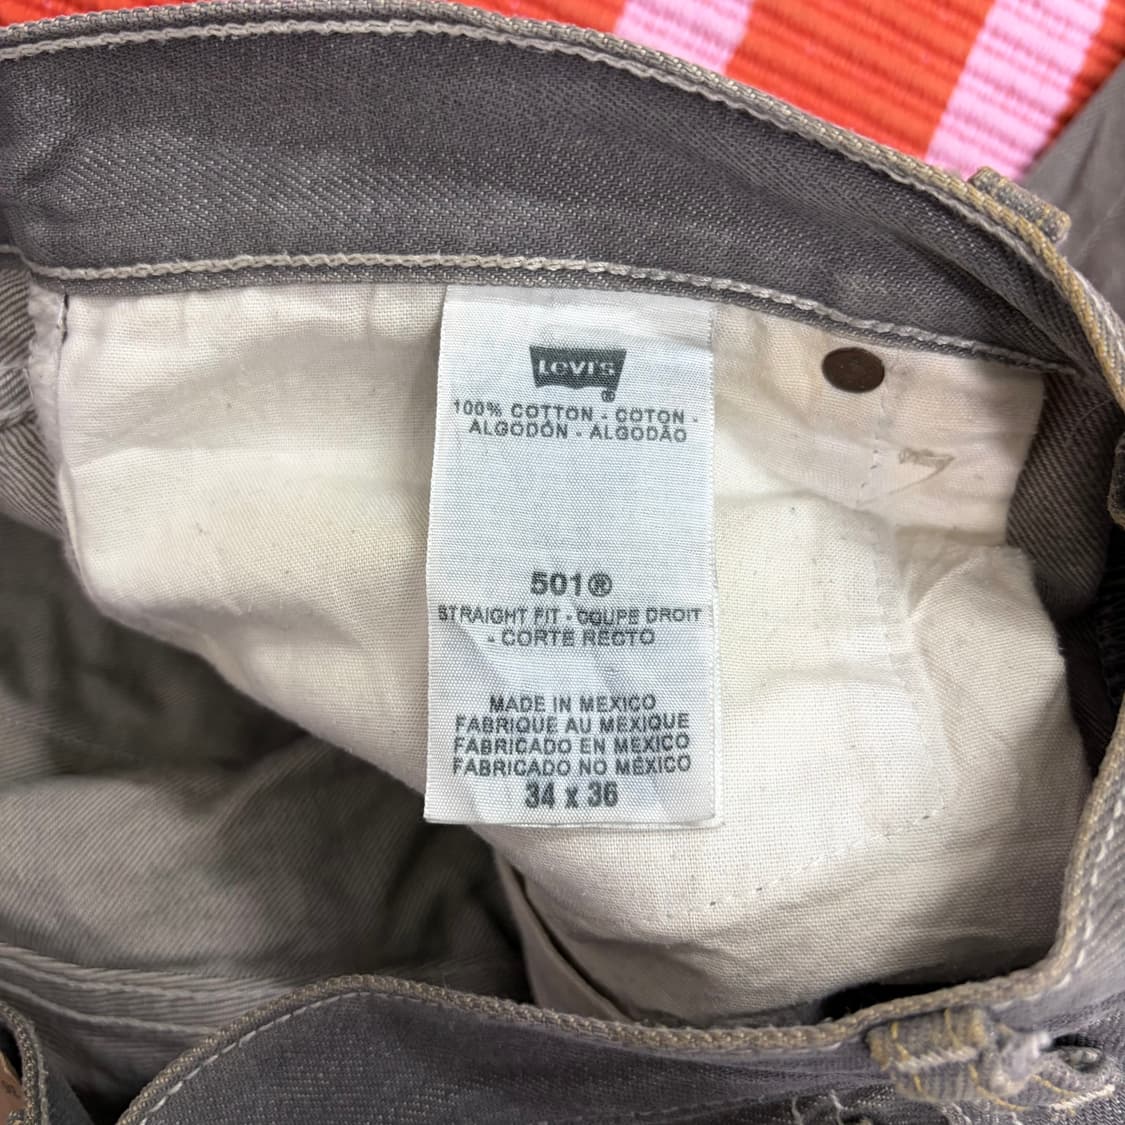 Levi's®
100% COTTON - COTON -
ALGODÓN - ALGODÃO
501®
STRAIGHT FIT - COUPE DROIT
- CORTE RECTO
MADE IN MEXICO
FABRIQUE AU MEXIQUE
FABRICADO EN MEXICO
FABRICADO NO MÉXICO
34 x 36